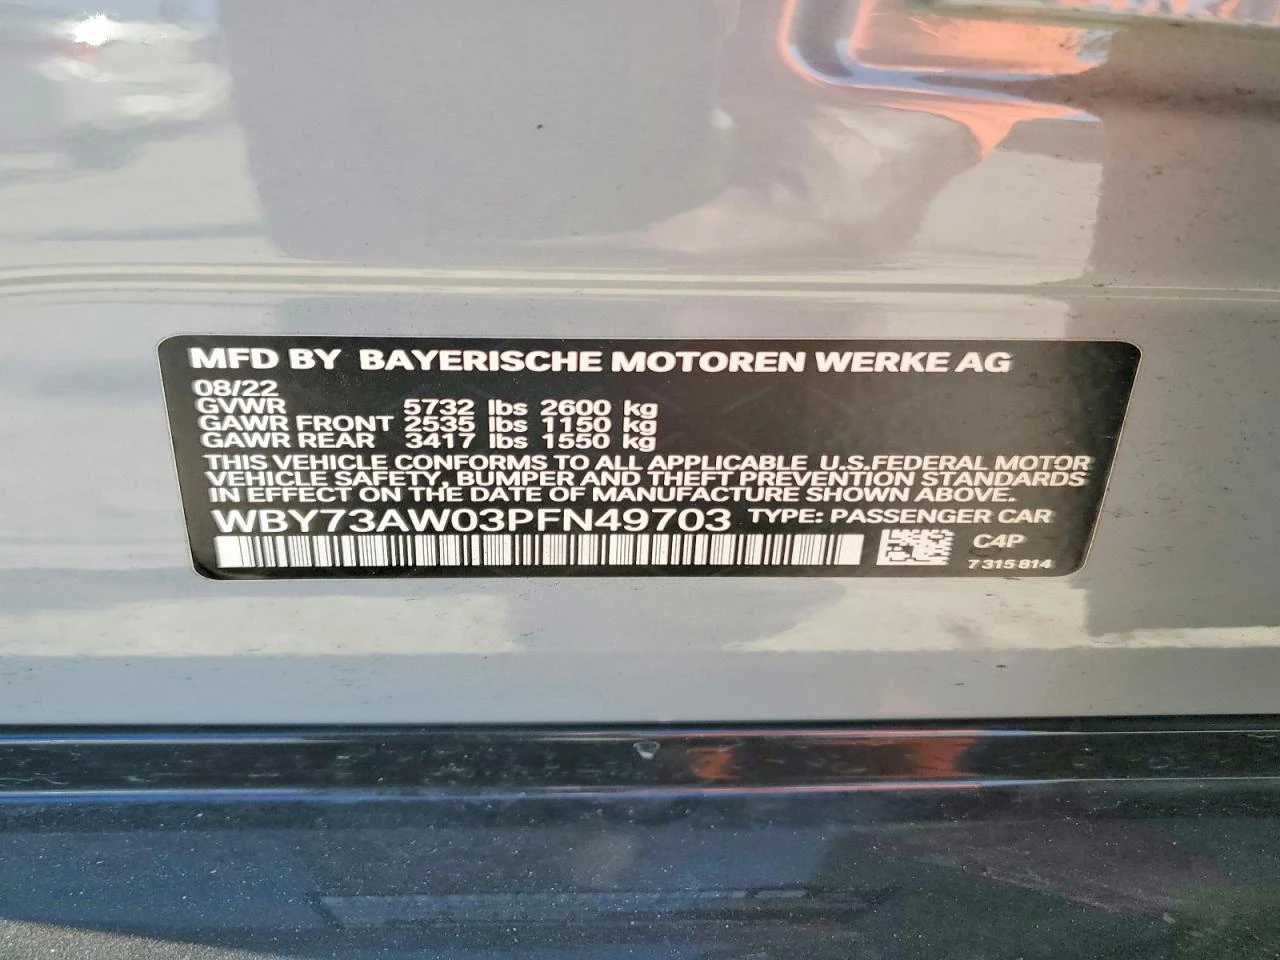 MFD BY BAYERISCHE MOTOREN WERKE AG
08/22
GVWR 5732 lbs 2600 kg
GAWR FRONT 2535 lbs 1150 kg
GAWR REAR 3417 lbs 1550 kg
THIS VEHICLE CONFORMS TO ALL APPLICABLE U.S.FEDERAL MOTOR
VEHICLE SAFETY, BUMPER AND THEFT PREVENTION STANDARDS
IN EFFECT ON THE DATE OF MANUFACTURE SHOWN ABOVE.
WBY73AW03PFN49703 TYPE: PASSENGER CAR
C4P
7 315 814